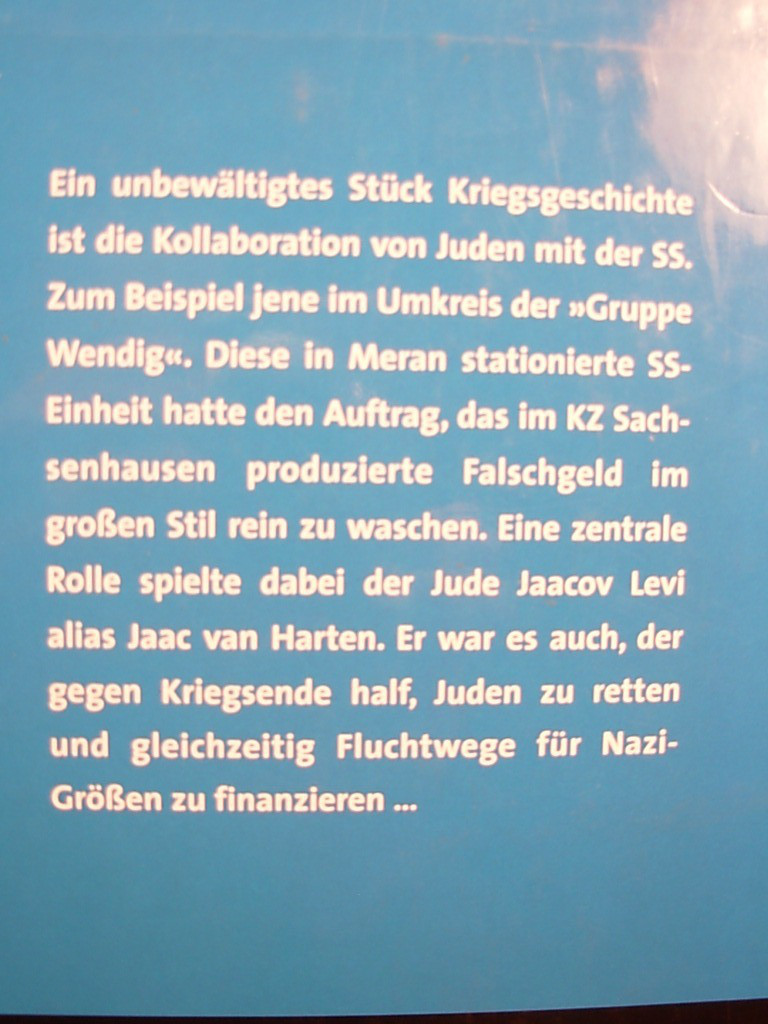 Ein unbewältigtes Stück Kriegsgeschichte
ist die Kollaboration von Juden mit der SS.
Zum Beispiel jene im Umkreis der »Gruppe
Wendig«. Diese in Meran stationierte SS-
Einheit hatte den Auftrag, das im KZ Sach-
senhausen produzierte Falschgeld im
großen Stil rein zu waschen. Eine zentrale
Rolle spielte dabei der Jude Jaacov Levi
alias Jaac van Harten. Er war es auch, der
gegen Kriegsende half, Juden zu retten
und gleichzeitig Fluchtwege für Nazi-
Größen zu finanzieren ...